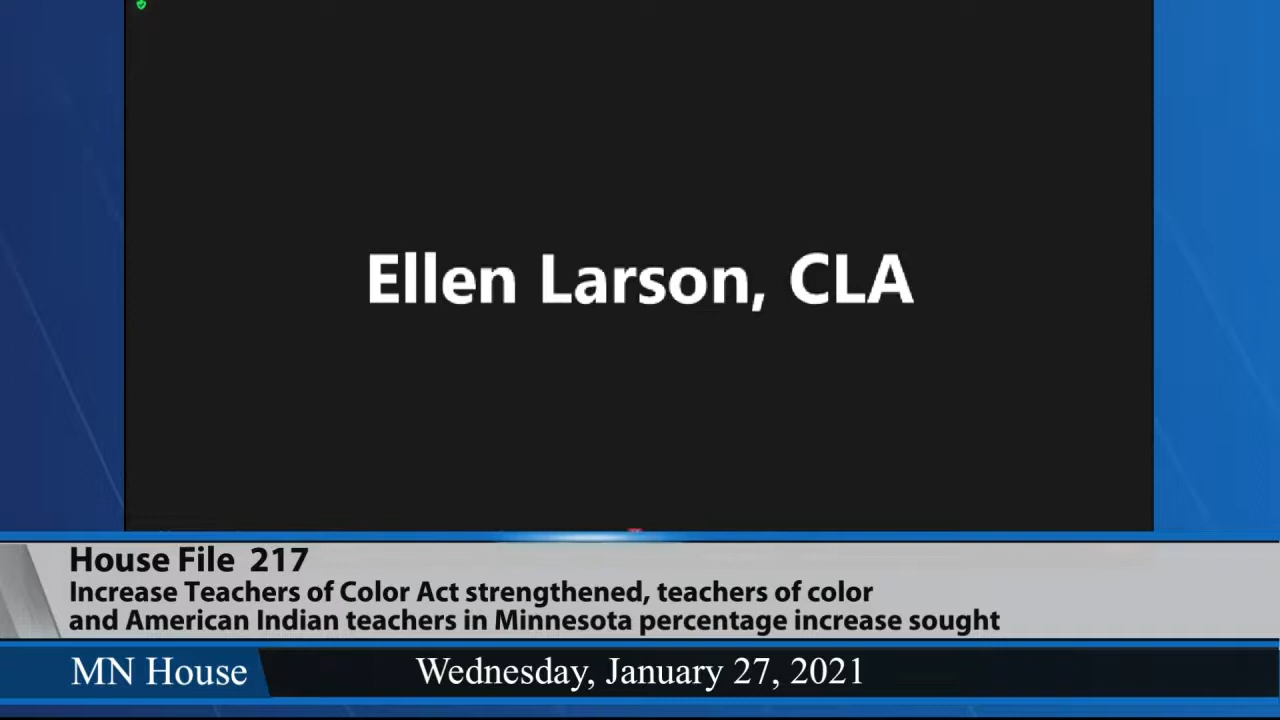 Ellen Larson, CLA
House File 217
Increase Teachers of Color Act strengthened, teachers of color
and American Indian teachers in Minnesota percentage increase sought
MN House
Wednesday, January 27, 2021